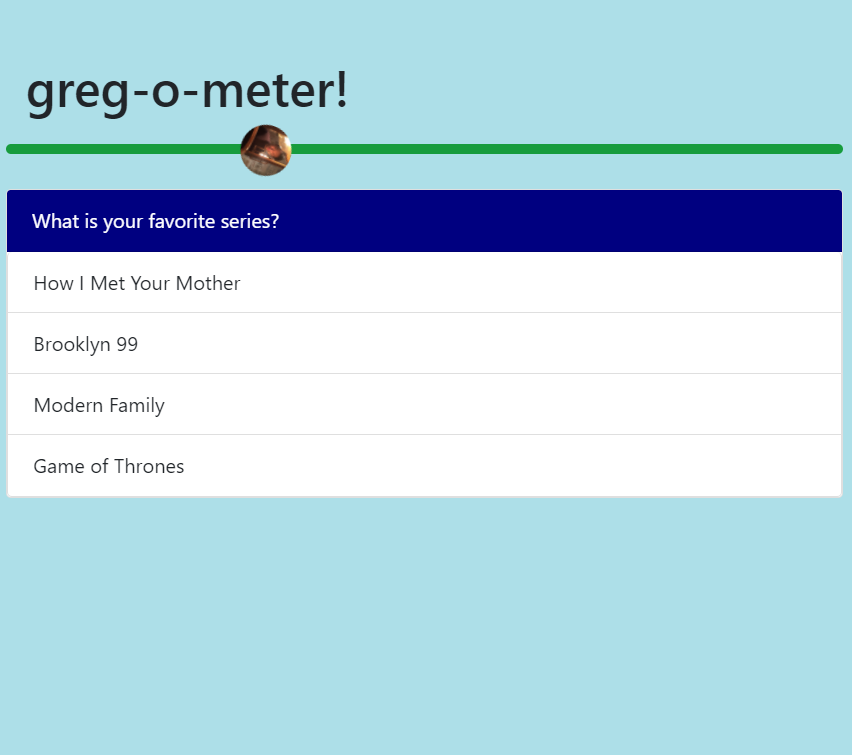 greg-o-meter!
What is your favorite series?
How I Met Your Mother
Brooklyn 99
Modern Family
Game of Thrones